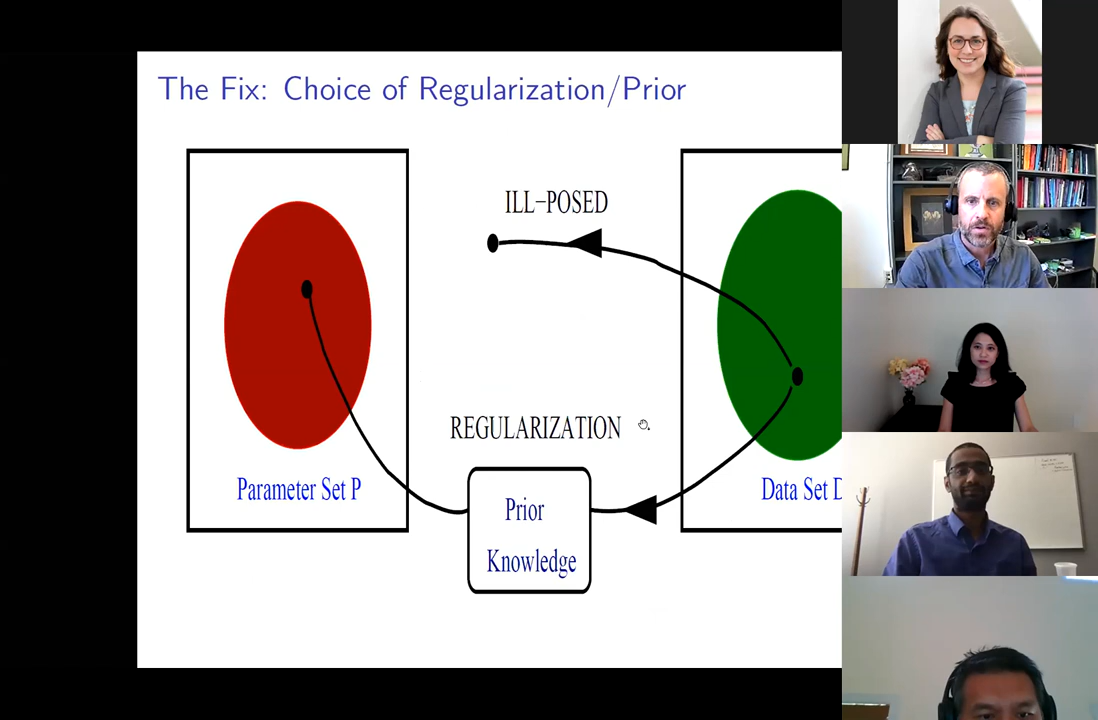 The Fix: Choice of Regularization/Prior
ILL-POSED
REGULARIZATION
Parameter Set P
Data Set D
Prior
Knowledge